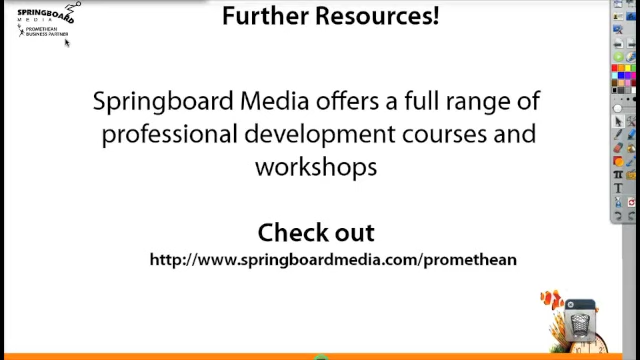 SPRINGBOARD
MEDIA
PROMETHEAN
BUSINESS PARTNER
Further Resources!
Springboard Media offers a full range of
professional development courses and
workshops
Check out
http://www.springboardmedia.com/promethean